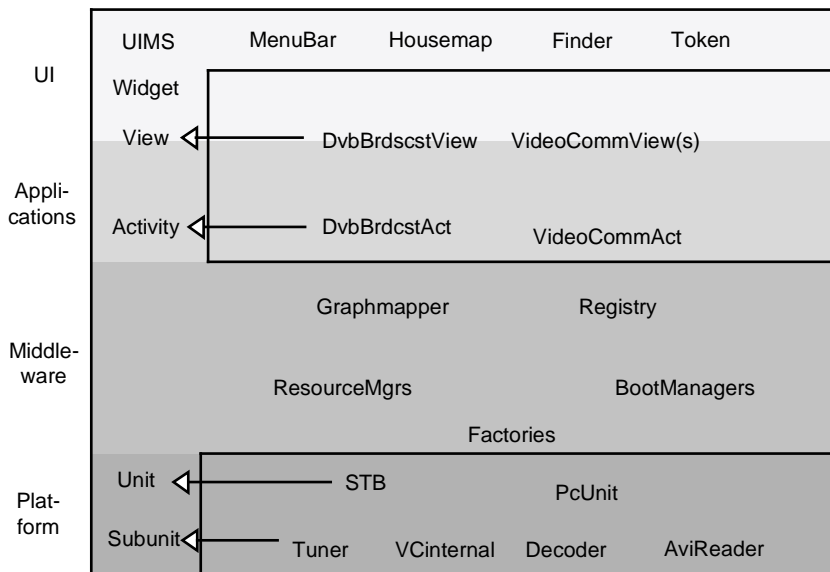 UIMS MenuBar Housemap Finder Token
UI
Widget
View DvbBrdscstView VideoCommView(s)
Appli-
cations
Activity DvbBrdcstAct VideoCommAct
Graphmapper Registry
Middle-
ware
ResourceMgrs BootManagers
Factories
Unit STB PcUnit
Plat-
form
Subunit Tuner VCinternal Decoder AviReader